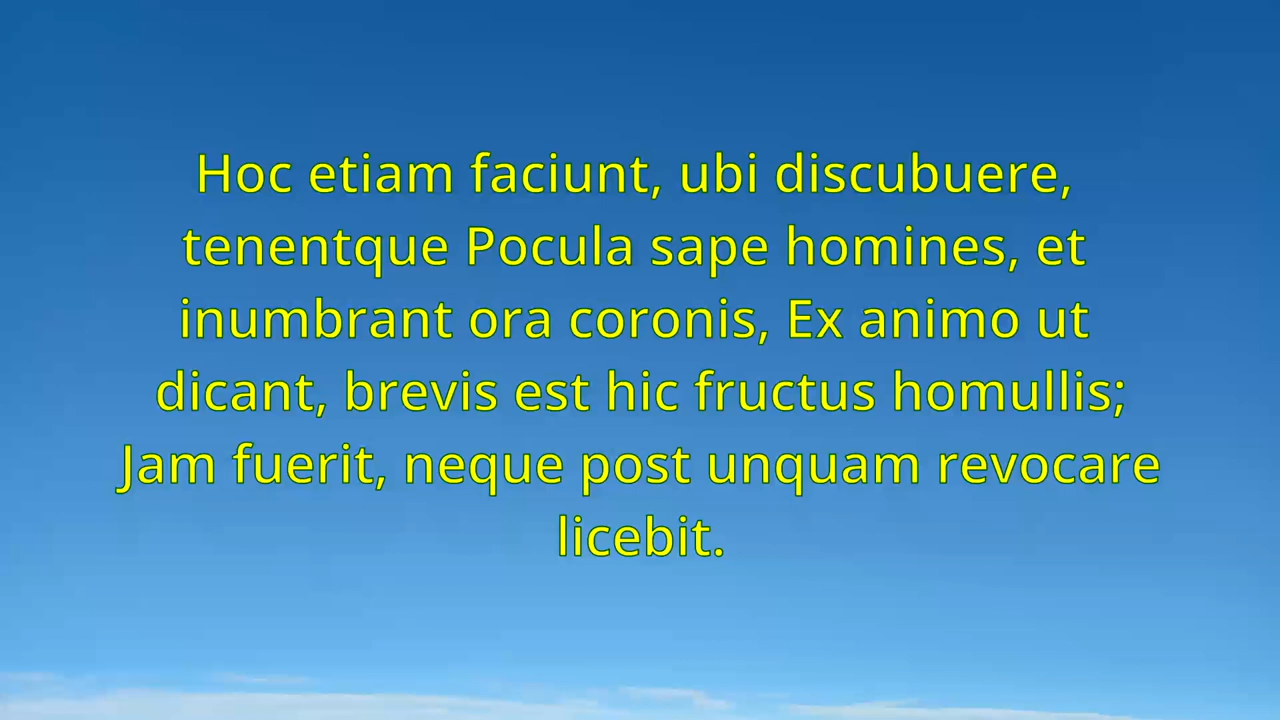 Hoc etiam faciunt, ubi discubuere,
tenentque Pocula sape homines, et
inumbrant ora coronis, Ex animo ut
dicant, brevis est hic fructus homullis;
Jam fuerit, neque post unquam revocare
licebit.